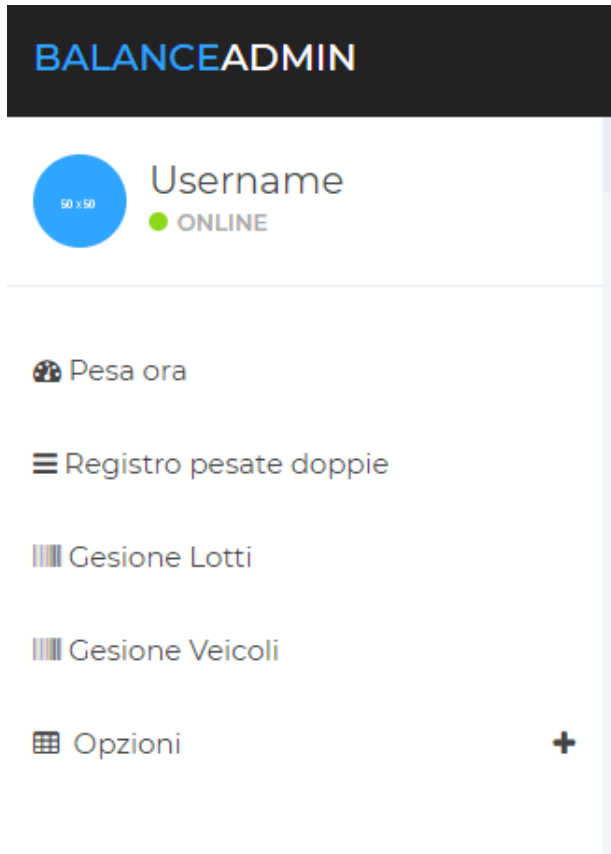 BALANCEADMIN
50 x 50
Username
ONLINE
Pesa ora
Registro pesate doppie
Gesione Lotti
Gesione Veicoli
Opzioni